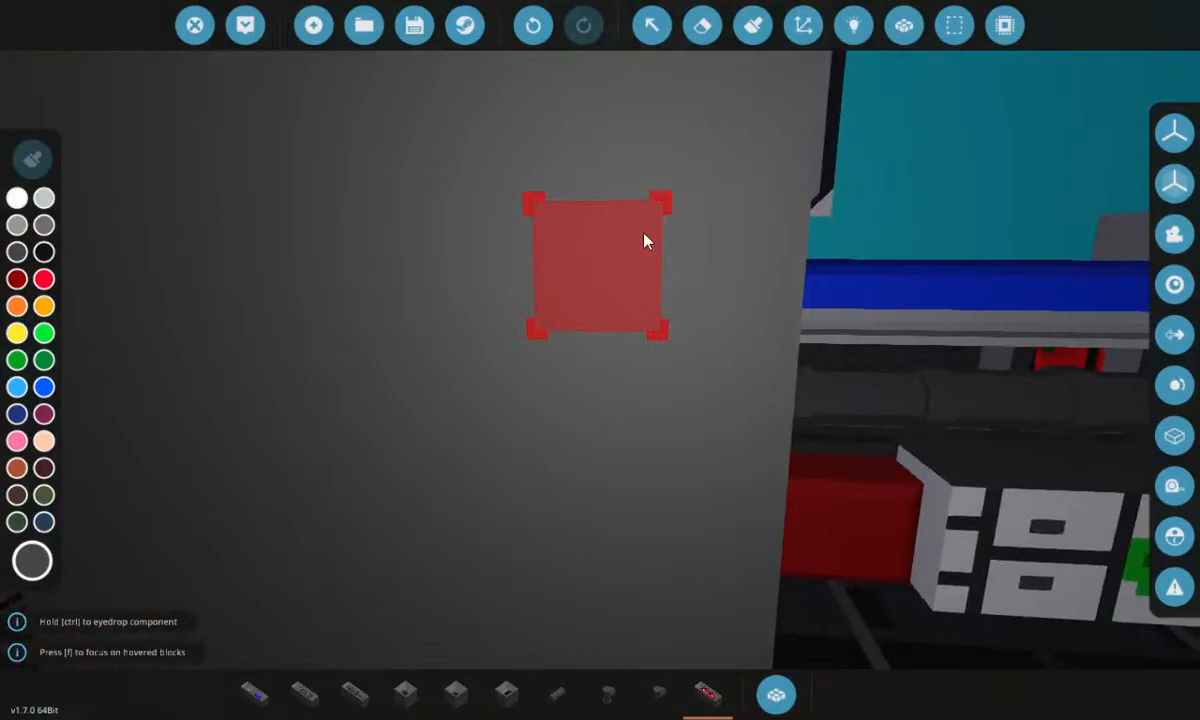 Hold [ctrl] to eyedrop component
Press [f] to focus on hovered blocks
v1.7.0 64Bit